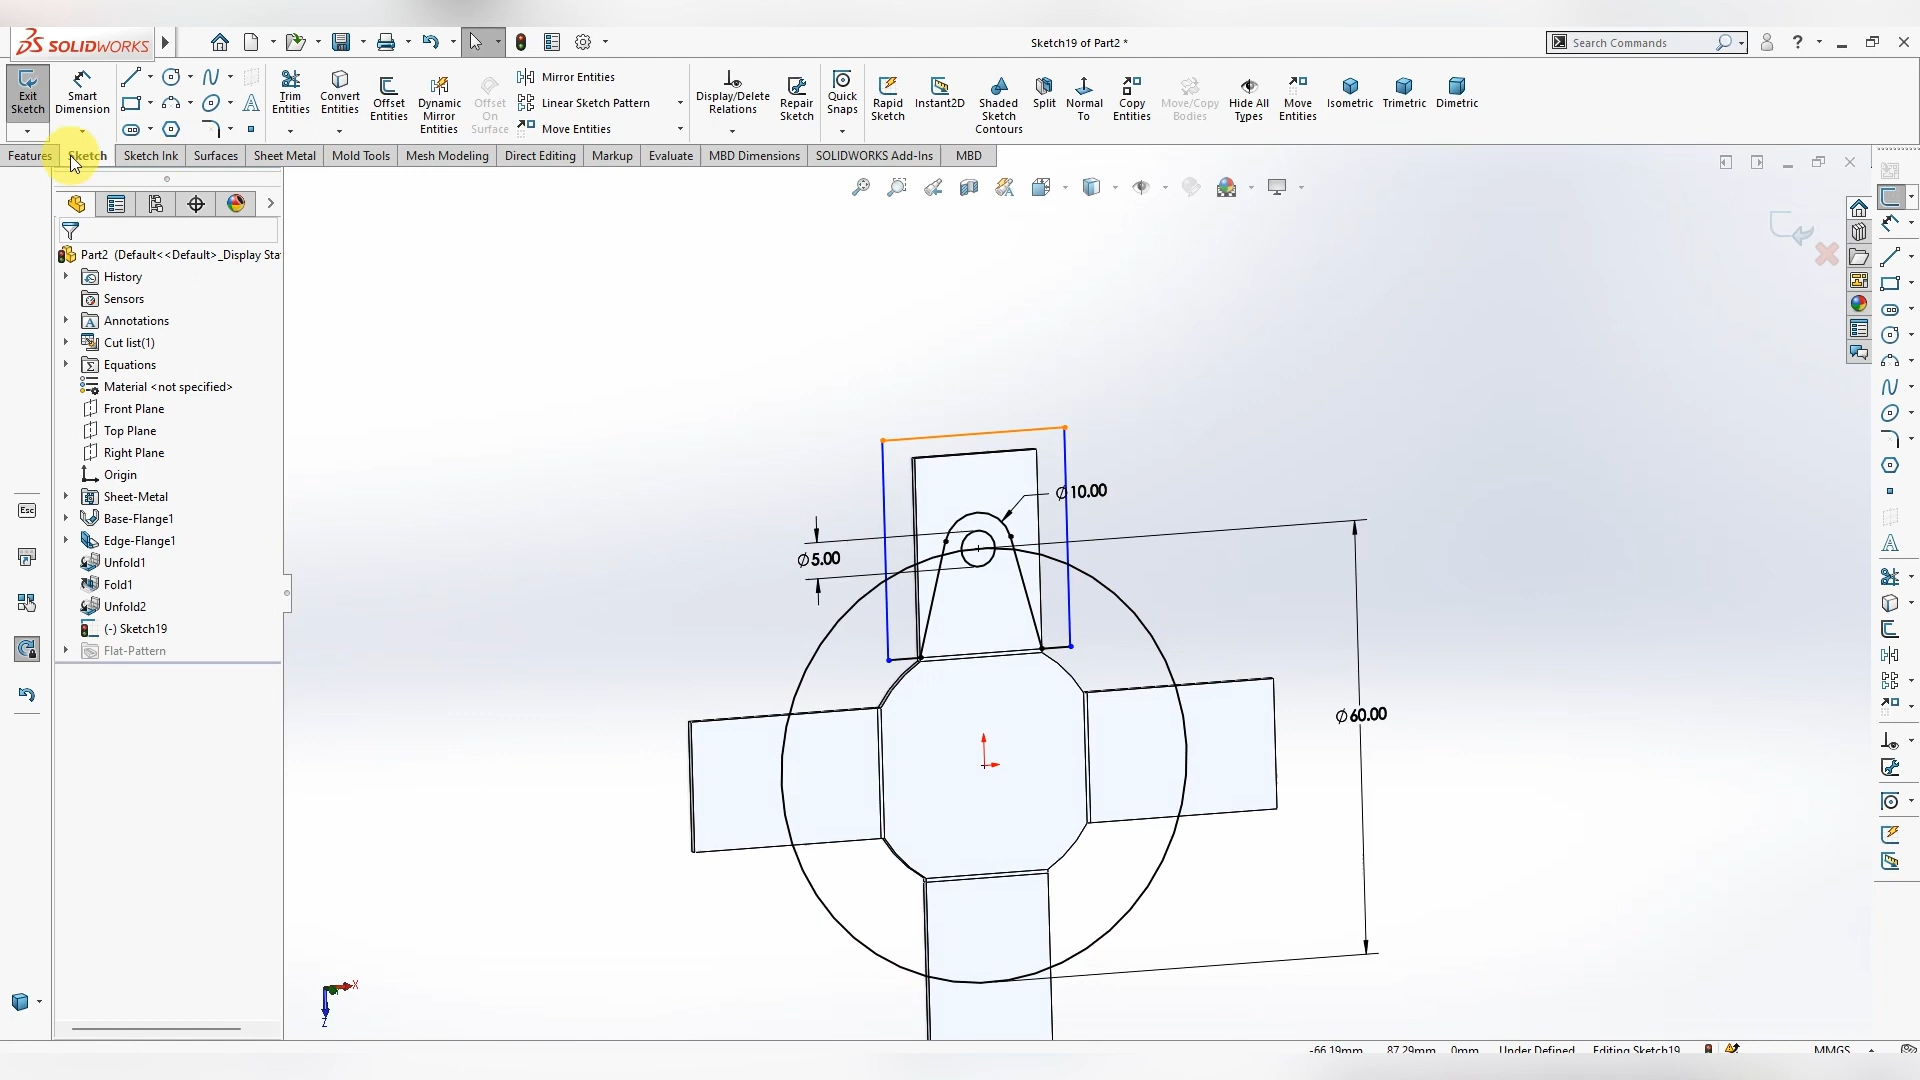 SOLIDWORKS
Sketch19 of Part2 *
Search Commands
?
Exit Sketch
Smart Dimension
Trim Entities
Convert Entities
Offset Entities
Dynamic Mirror Entities
Offset On Surface
Mirror Entities
Linear Sketch Pattern
Move Entities
Display/Delete Relations
Repair Sketch
Quick Snaps
Rapid Sketch
Instant2D
Shaded Sketch Contours
Split
Normal To
Copy Entities
Move/Copy Bodies
Hide All Types
Move Entities
Isometric
Trimetric
Dimetric
Features
Sketch
Sketch Ink
Surfaces
Sheet Metal
Mold Tools
Mesh Modeling
Direct Editing
Markup
Evaluate
MBD Dimensions
SOLIDWORKS Add-Ins
MBD
Part2 (Default<<Default>_Display Sta
History
Sensors
Annotations
Cut list(1)
Equations
Material <not specified>
Front Plane
Top Plane
Right Plane
Origin
Sheet-Metal
Base-Flange1
Edge-Flange1
Unfold1
Fold1
Unfold2
(-) Sketch19
Flat-Pattern
Esc
∅10.00
∅5.00
∅60.00
X
Z
-66.19mm 87.29mm 0mm Under Defined Editing Sketch19 MMGS